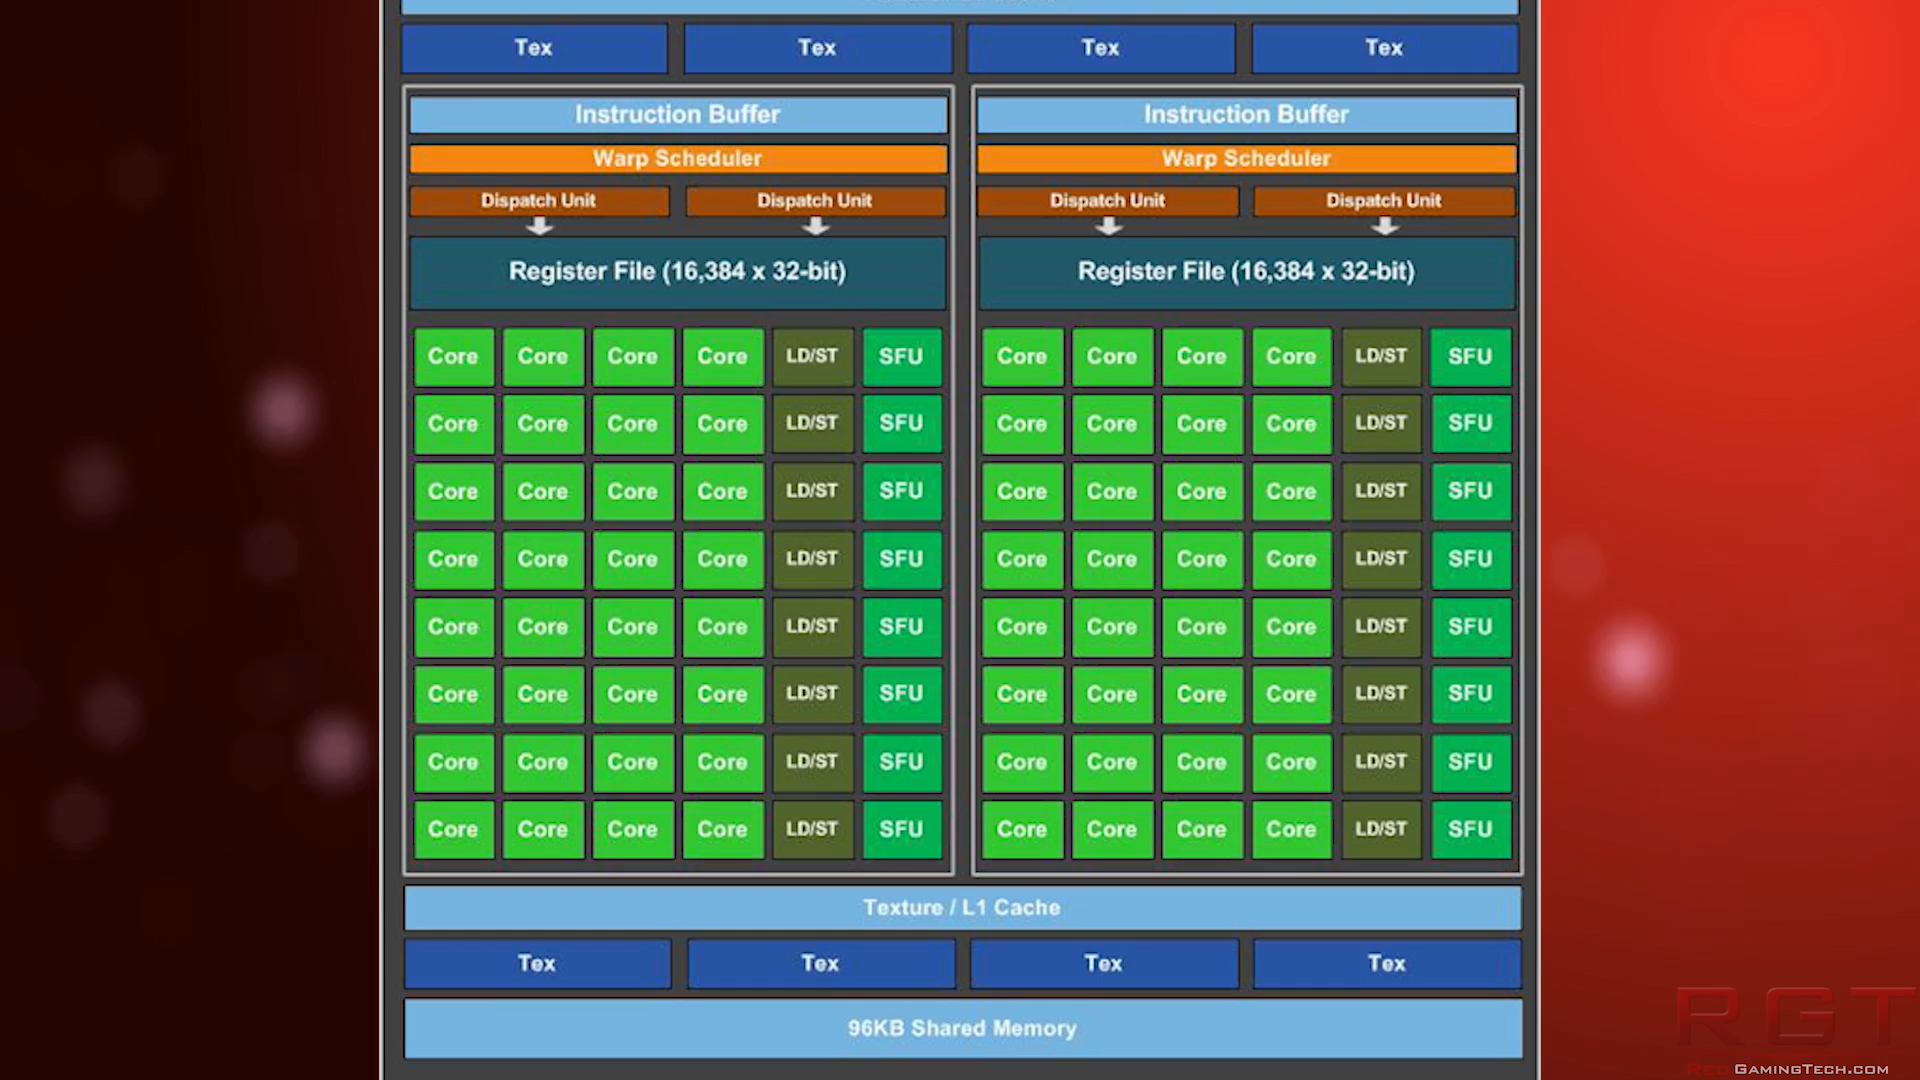 Tex Tex Tex Tex
Instruction Buffer Instruction Buffer
Warp Scheduler Warp Scheduler
Dispatch Unit Dispatch Unit Dispatch Unit Dispatch Unit
Register File (16,384 x 32-bit) Register File (16,384 x 32-bit)
Core Core Core Core LD/ST SFU Core Core Core Core LD/ST SFU
Core Core Core Core LD/ST SFU Core Core Core Core LD/ST SFU
Core Core Core Core LD/ST SFU Core Core Core Core LD/ST SFU
Core Core Core Core LD/ST SFU Core Core Core Core LD/ST SFU
Core Core Core Core LD/ST SFU Core Core Core Core LD/ST SFU
Core Core Core Core LD/ST SFU Core Core Core Core LD/ST SFU
Core Core Core Core LD/ST SFU Core Core Core Core LD/ST SFU
Core Core Core Core LD/ST SFU Core Core Core Core LD/ST SFU
Texture / L1 Cache
Tex Tex Tex Tex
96KB Shared Memory
RGT
RedGamingTech.com